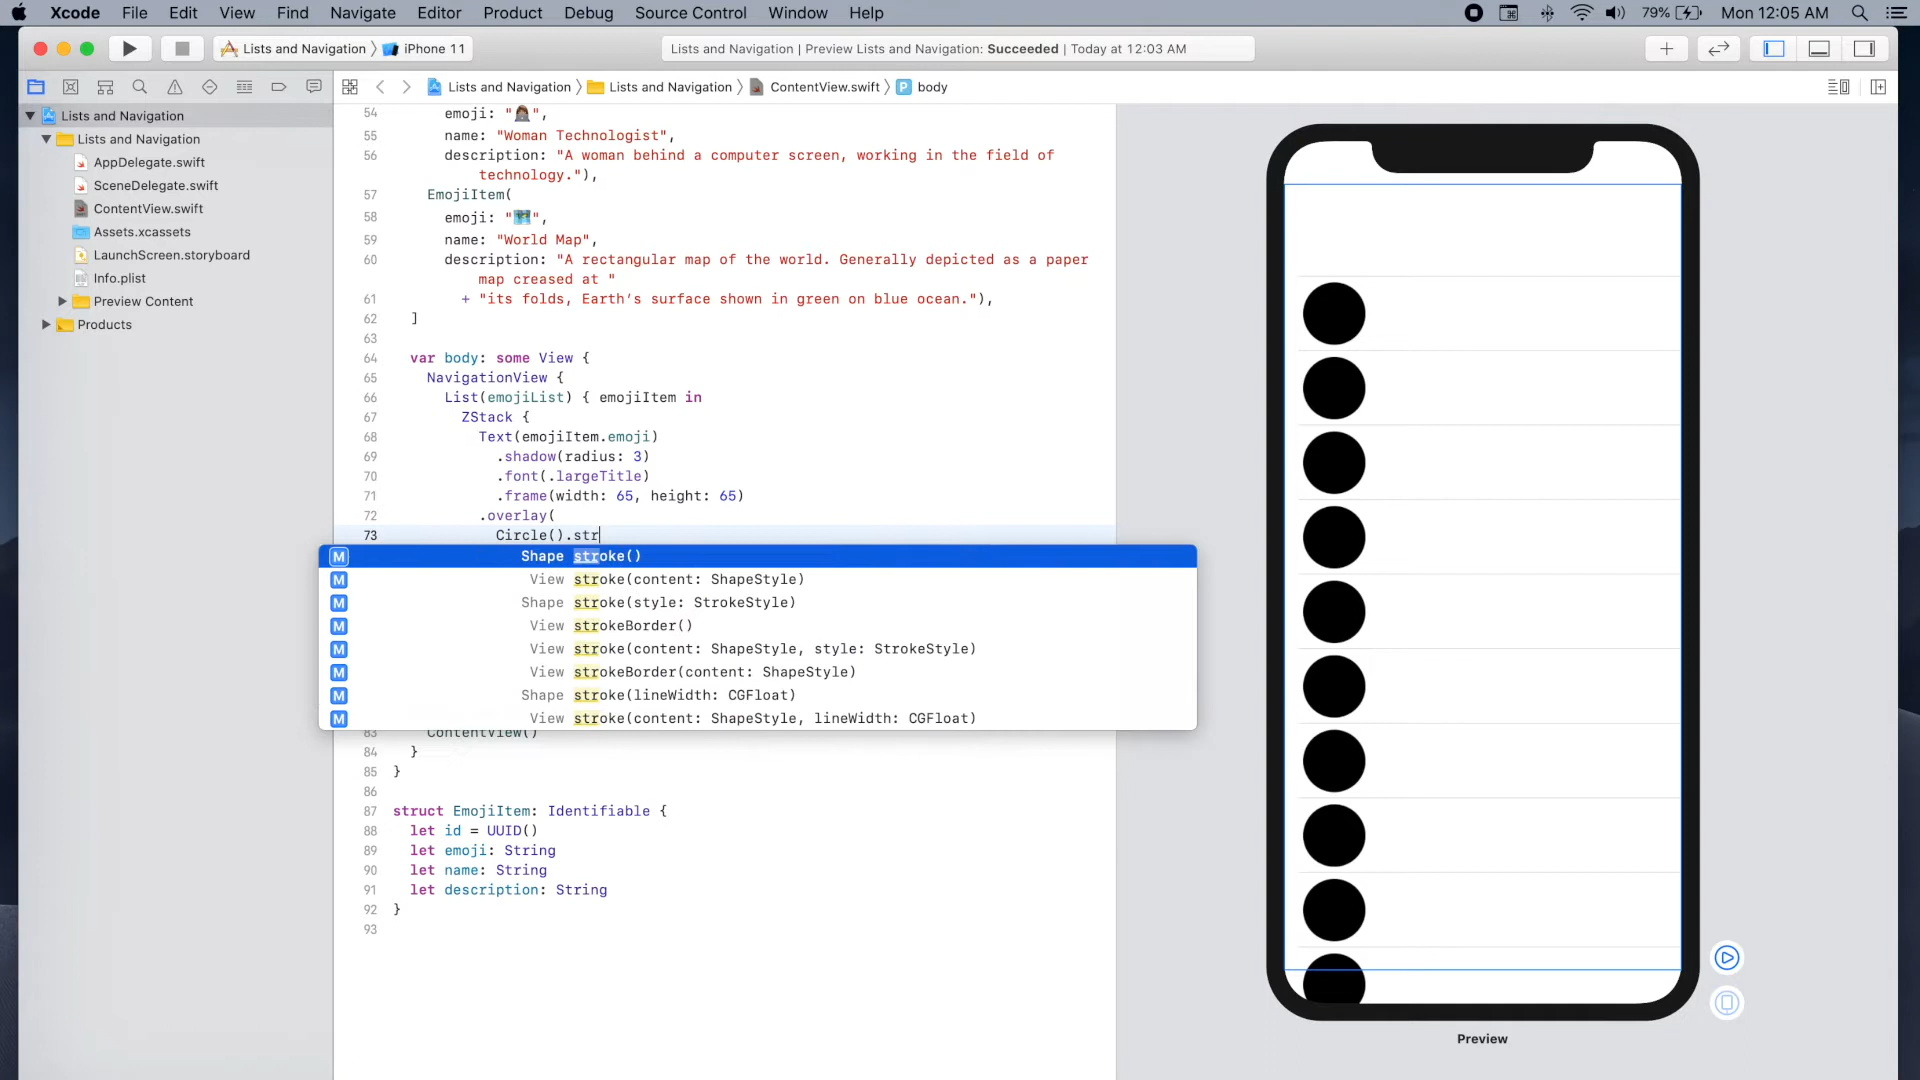 Xcode File Edit View Find Navigate Editor Product Debug Source Control Window Help 79% Mon 12:05 AM
Lists and Navigation iPhone 11 Lists and Navigation | Preview Lists and Navigation: Succeeded | Today at 12:03 AM
Lists and Navigation Lists and Navigation ContentView.swift P body
Lists and Navigation
Lists and Navigation
AppDelegate.swift
SceneDelegate.swift
ContentView.swift
Assets.xcassets
LaunchScreen.storyboard
Info.plist
Preview Content
Products
54 emoji: "👩🏽‍💻",
55 name: "Woman Technologist",
56 description: "A woman behind a computer screen, working in the field of
technology."),
57 EmojiItem(
58 emoji: "🗺",
59 name: "World Map",
60 description: "A rectangular map of the world. Generally depicted as a paper
map creased at "
61 + "its folds, Earth's surface shown in green on blue ocean."),
62 ]
63
64 var body: some View {
65 NavigationView {
66 List(emojiList) { emojiItem in
67 ZStack {
68 Text(emojiItem.emoji)
69 .shadow(radius: 3)
70 .font(.largeTitle)
71 .frame(width: 65, height: 65)
72 .overlay(
73 Circle().str
M Shape stroke()
M View stroke(content: ShapeStyle)
M Shape stroke(style: StrokeStyle)
M View strokeBorder()
M View stroke(content: ShapeStyle, style: StrokeStyle)
M View strokeBorder(content: ShapeStyle)
M Shape stroke(lineWidth: CGFloat)
M View stroke(content: ShapeStyle, lineWidth: CGFloat)
83 ContentView()
84 }
85 }
86
87 struct EmojiItem: Identifiable {
88 let id = UUID()
89 let emoji: String
90 let name: String
91 let description: String
92 }
93
Preview